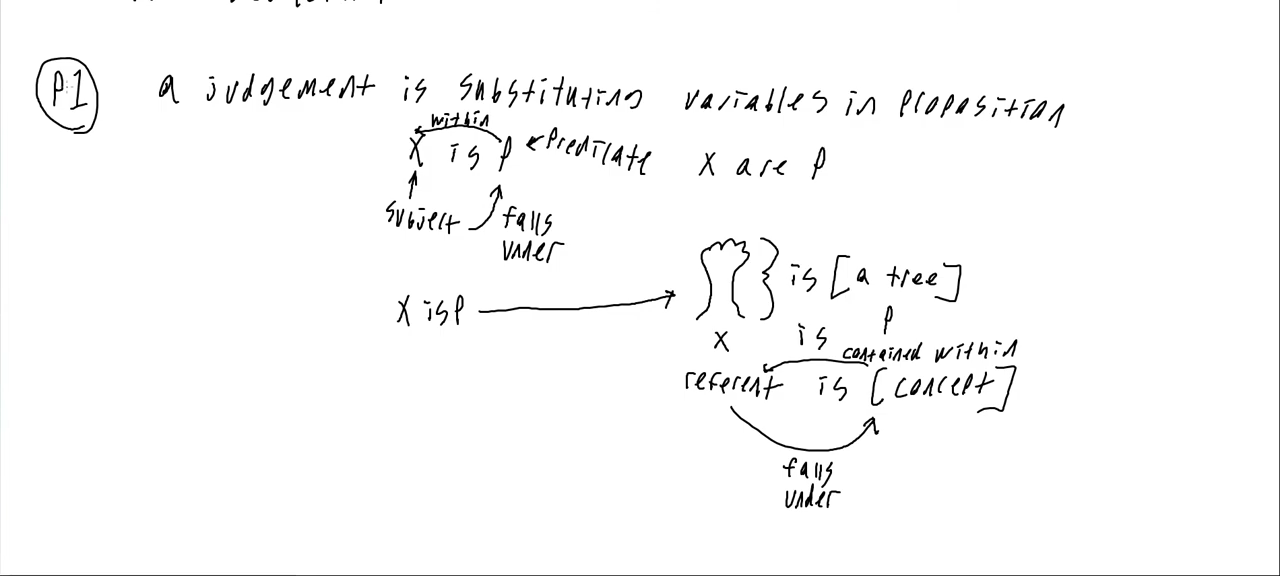 P1 a judgement is substituting variables in proposition
within
X is P Predicate X are P
subject falls
under
is [a tree]
X is P
P
X is contained within
referent is [concept]
falls
under